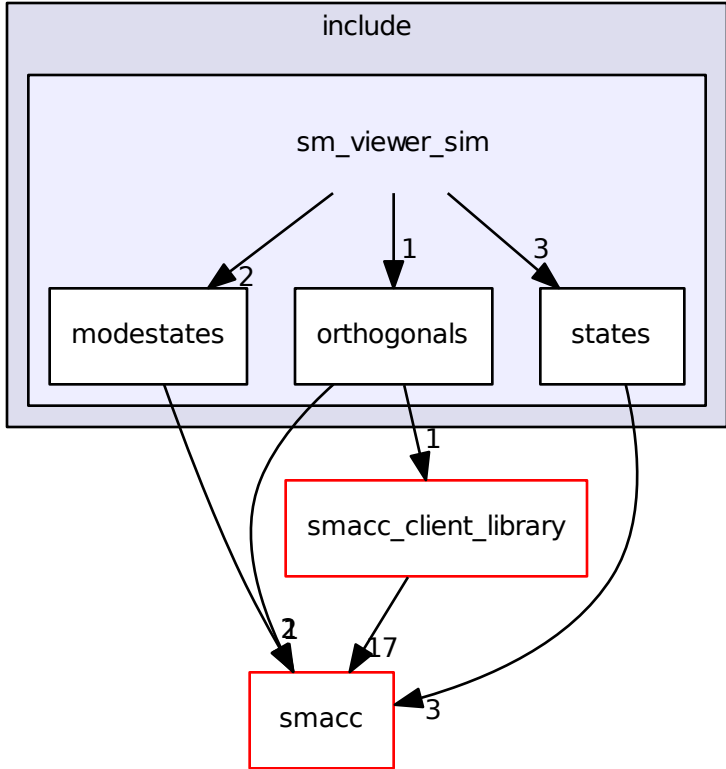 include
sm_viewer_sim
2
1
3
modestates
orthogonals
states
1
smacc_client_library
2
1
17
3
smacc